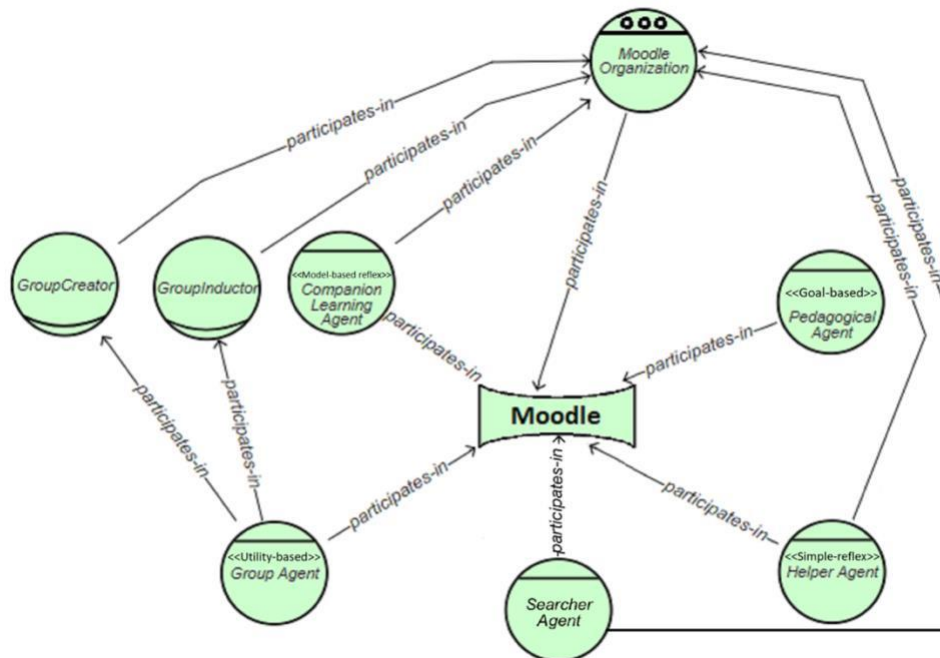 Moodle
Organization
participates-in
participates-in
participates-in
participates-in
participates-in
participates-in
GroupCreator
GroupInductor
<<Model-based reflex>>
Companion
Learning
Agent
<<Goal-based>>
Pedagogical
Agent
participates-in
participates-in
Moodle
participates-in
participates-in
participates-in
participates-in
participates-in
<<Utility-based>>
Group Agent
Searcher
Agent
<<Simple-reflex>>
Helper Agent